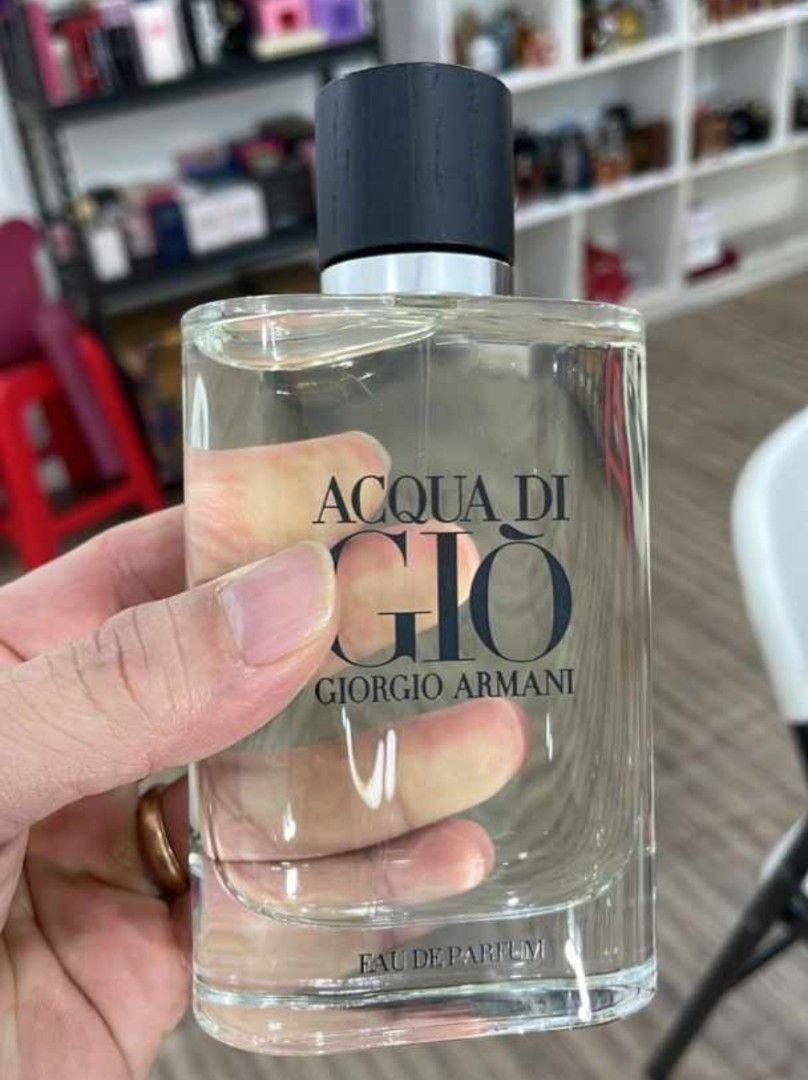 ACQUA DI
GIÒ
GIORGIO ARMANI
EAU DE PARFUM